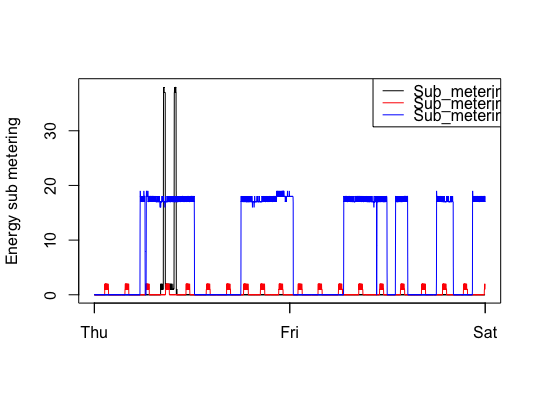 Sub_meterin
Sub_meterin
Sub_meterin
Energy sub metering
30
20
10
0
Thu Fri Sat